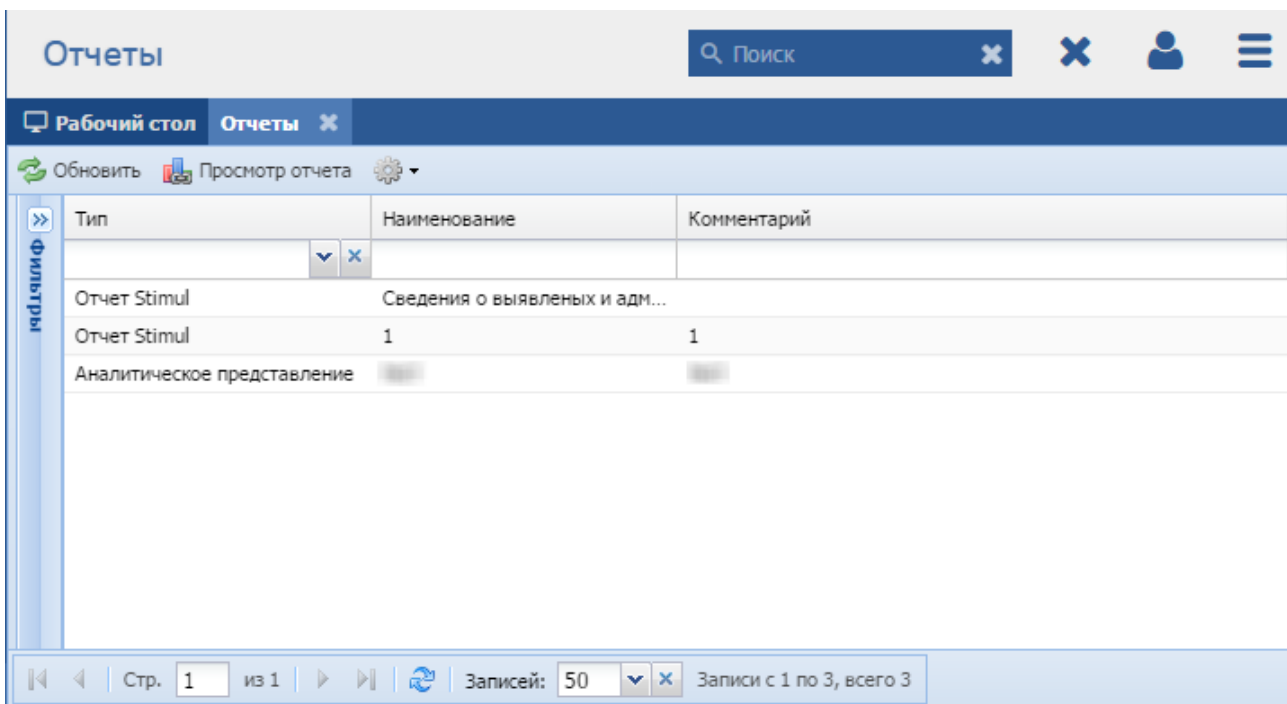 Отчеты
Поиск
Рабочий стол Отчеты
Обновить Просмотр отчета
Фильтры
Тип Наименование Комментарий
Отчет Stimul Сведения о выявленых и адм...
Отчет Stimul 1 1
Аналитическое представление
Стр. 1 из 1 Записей: 50 Записи с 1 по 3, всего 3